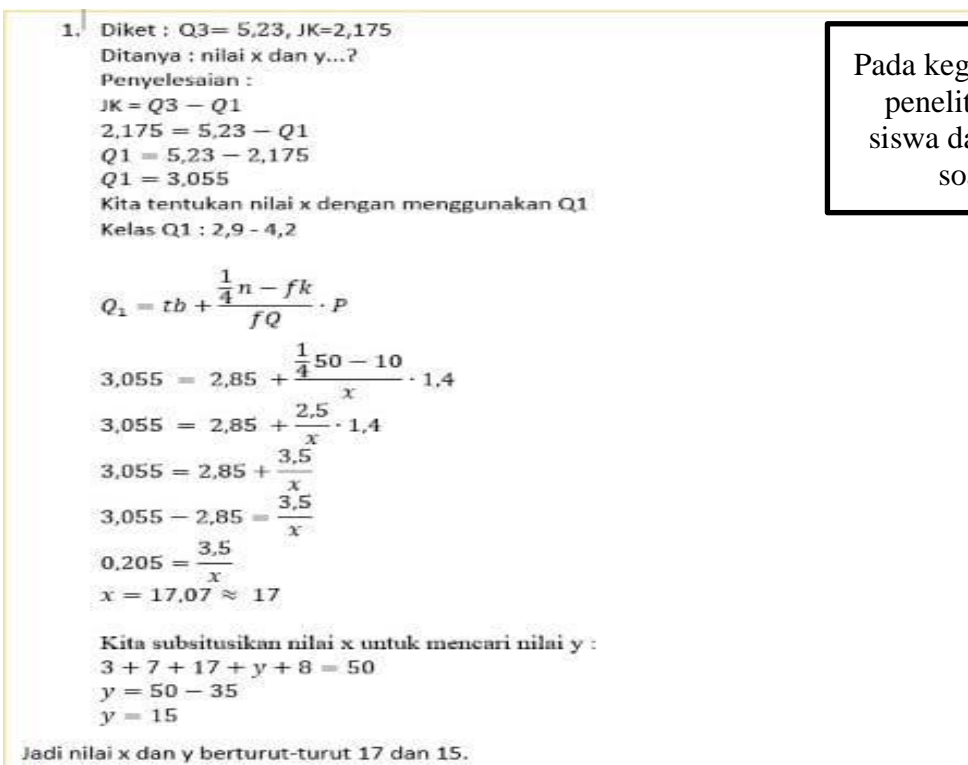 1. Diket : Q3= 5,23, JK=2,175
Ditanya : nilai x dan y...?
Penyelesaian :
JK = Q3 − Q1
2,175 = 5,23 − Q1
Q1 = 5,23 − 2,175
Q1 = 3,055
Kita tentukan nilai x dengan menggunakan Q1
Kelas Q1 : 2,9 - 4,2
Q₁ = tb + (1/4 n − fk)/fQ · P
3,055 = 2,85 + (1/4 50 − 10)/x · 1,4
3,055 = 2,85 + 2,5/x · 1,4
3,055 = 2,85 + 3,5/x
3,055 − 2,85 = 3,5/x
0,205 = 3,5/x
x = 17,07 ≈ 17
Kita subsitusikan nilai x untuk mencari nilai y :
3 + 7 + 17 + y + 8 = 50
y = 50 − 35
y = 15
Jadi nilai x dan y berturut-turut 17 dan 15.
Pada keg
penelit
siswa da
so